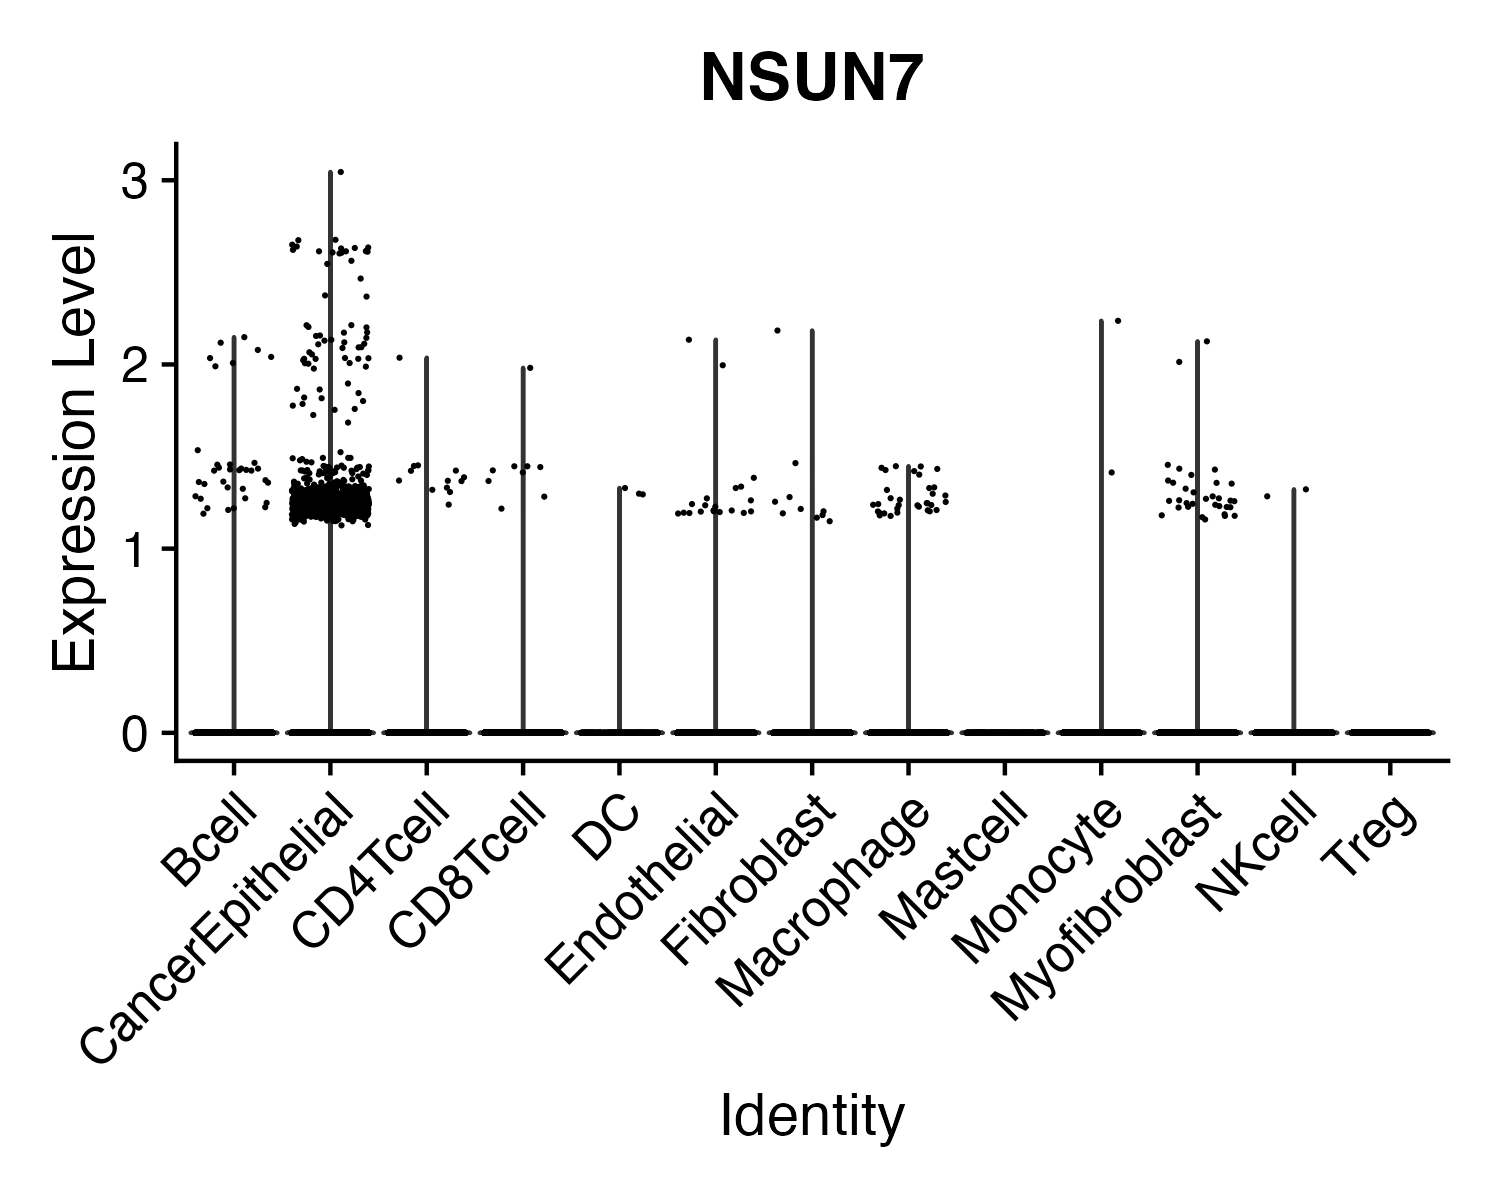 NSUN7
Expression Level
3
2
1
0
Bcell
CancerEpithelial
CD4Tcell
CD8Tcell
DC
Endothelial
Fibroblast
Macrophage
Mastcell
Monocyte
Myofibroblast
NKcell
Treg
Identity